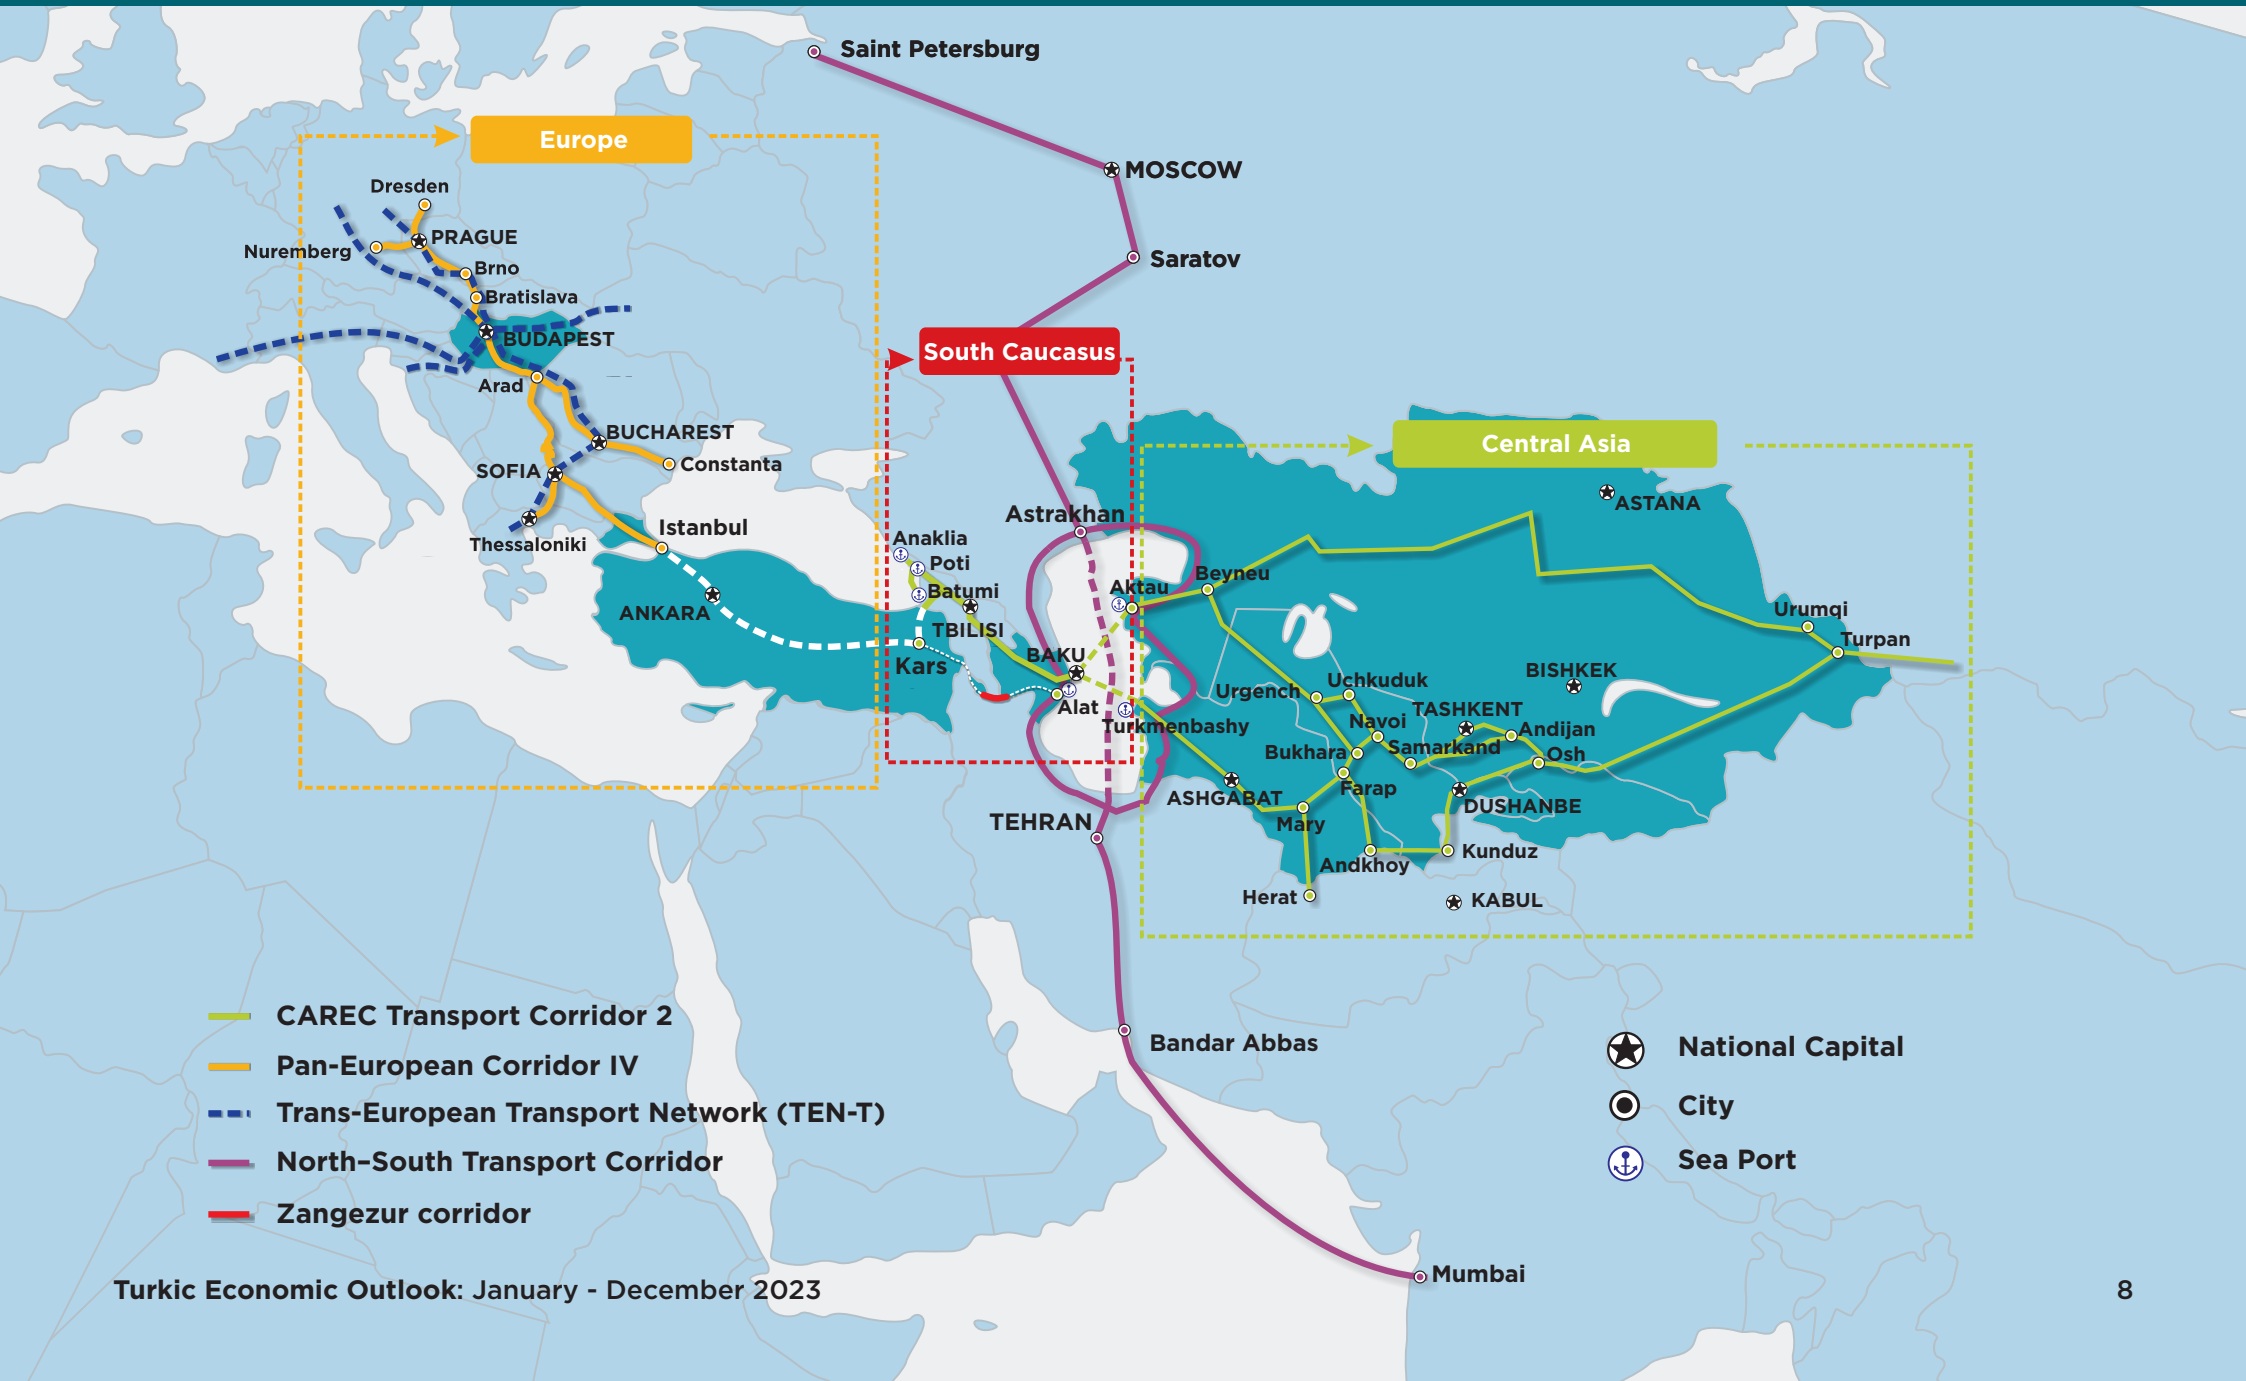 Saint Petersburg
MOSCOW
Saratov
Europe
Dresden
PRAGUE
Nuremberg
Brno
Bratislava
BUDAPEST
Arad
BUCHAREST
Constanta
SOFIA
Thessaloniki
Istanbul
ANKARA
South Caucasus
Astrakhan
Anaklia
Poti
Batumi
TBILISI
Kars
BAKU
Alat
Aktau
Turkmenbashy
TEHRAN
Central Asia
ASTANA
Beyneu
Urumqi
Turpan
BISHKEK
Urgench
Uchkuduk
TASHKENT
Navoi
Andijan
Bukhara
Samarkand
Osh
Farap
ASHGABAT
DUSHANBE
Mary
Andkhoy
Kunduz
Herat
KABUL
Bandar Abbas
Mumbai
CAREC Transport Corridor 2
Pan-European Corridor IV
Trans-European Transport Network (TEN-T)
North–South Transport Corridor
Zangezur corridor
National Capital
City
Sea Port
Turkic Economic Outlook: January - December 2023
8